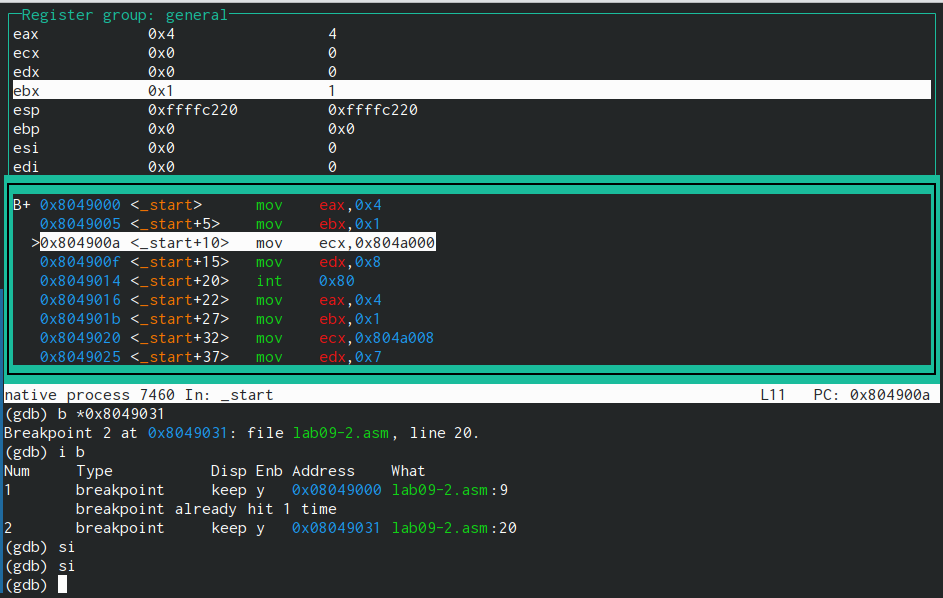 Register group: general
eax 0x4 4
ecx 0x0 0
edx 0x0 0
ebx 0x1 1
esp 0xffffc220 0xffffc220
ebp 0x0 0x0
esi 0x0 0
edi 0x0 0
B+ 0x8049000 <_start> mov eax,0x4
0x8049005 <_start+5> mov ebx,0x1
>0x804900a <_start+10> mov ecx,0x804a000
0x804900f <_start+15> mov edx,0x8
0x8049014 <_start+20> int 0x80
0x8049016 <_start+22> mov eax,0x4
0x804901b <_start+27> mov ebx,0x1
0x8049020 <_start+32> mov ecx,0x804a008
0x8049025 <_start+37> mov edx,0x7
native process 7460 In: _start L11 PC: 0x804900a
(gdb) b *0x8049031
Breakpoint 2 at 0x8049031: file lab09-2.asm, line 20.
(gdb) i b
Num Type Disp Enb Address What
1 breakpoint keep y 0x08049000 lab09-2.asm:9
breakpoint already hit 1 time
2 breakpoint keep y 0x08049031 lab09-2.asm:20
(gdb) si
(gdb) si
(gdb)